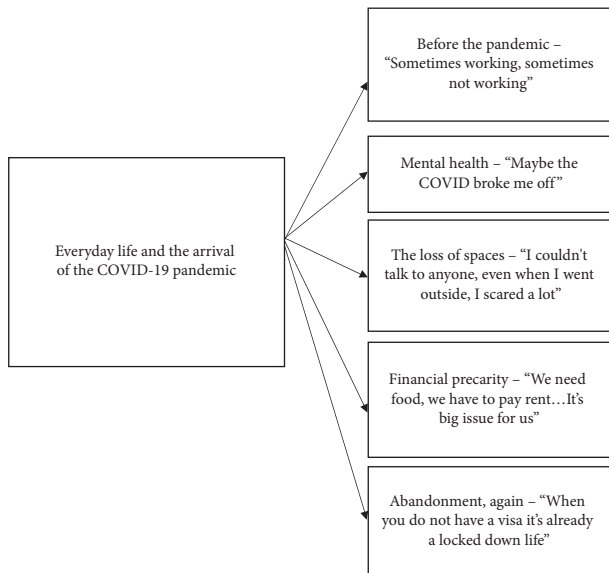 Everyday life and the arrival
of the COVID-19 pandemic
Before the pandemic –
“Sometimes working, sometimes
not working”
Mental health – “Maybe the
COVID broke me off”
The loss of spaces – “I couldn't
talk to anyone, even when I went
outside, I scared a lot”
Financial precarity – “We need
food, we have to pay rent…It's
big issue for us”
Abandonment, again – “When
you do not have a visa it's already
a locked down life”